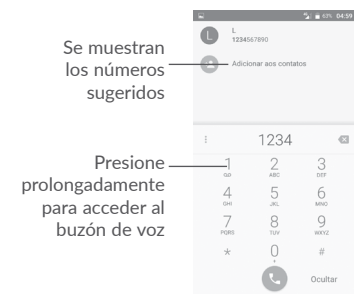 63% 04:59
L
L
1234567890
Se muestran
los números
sugeridos
Adicionar aos contatos
1234
Presione
prolongadamente
para acceder al
buzón de voz
1 2 3
ABC DEF
4 5 6
GHI JKL MNO
7 8 9
PQRS TUV WXYZ
* 0 #
+
Ocultar